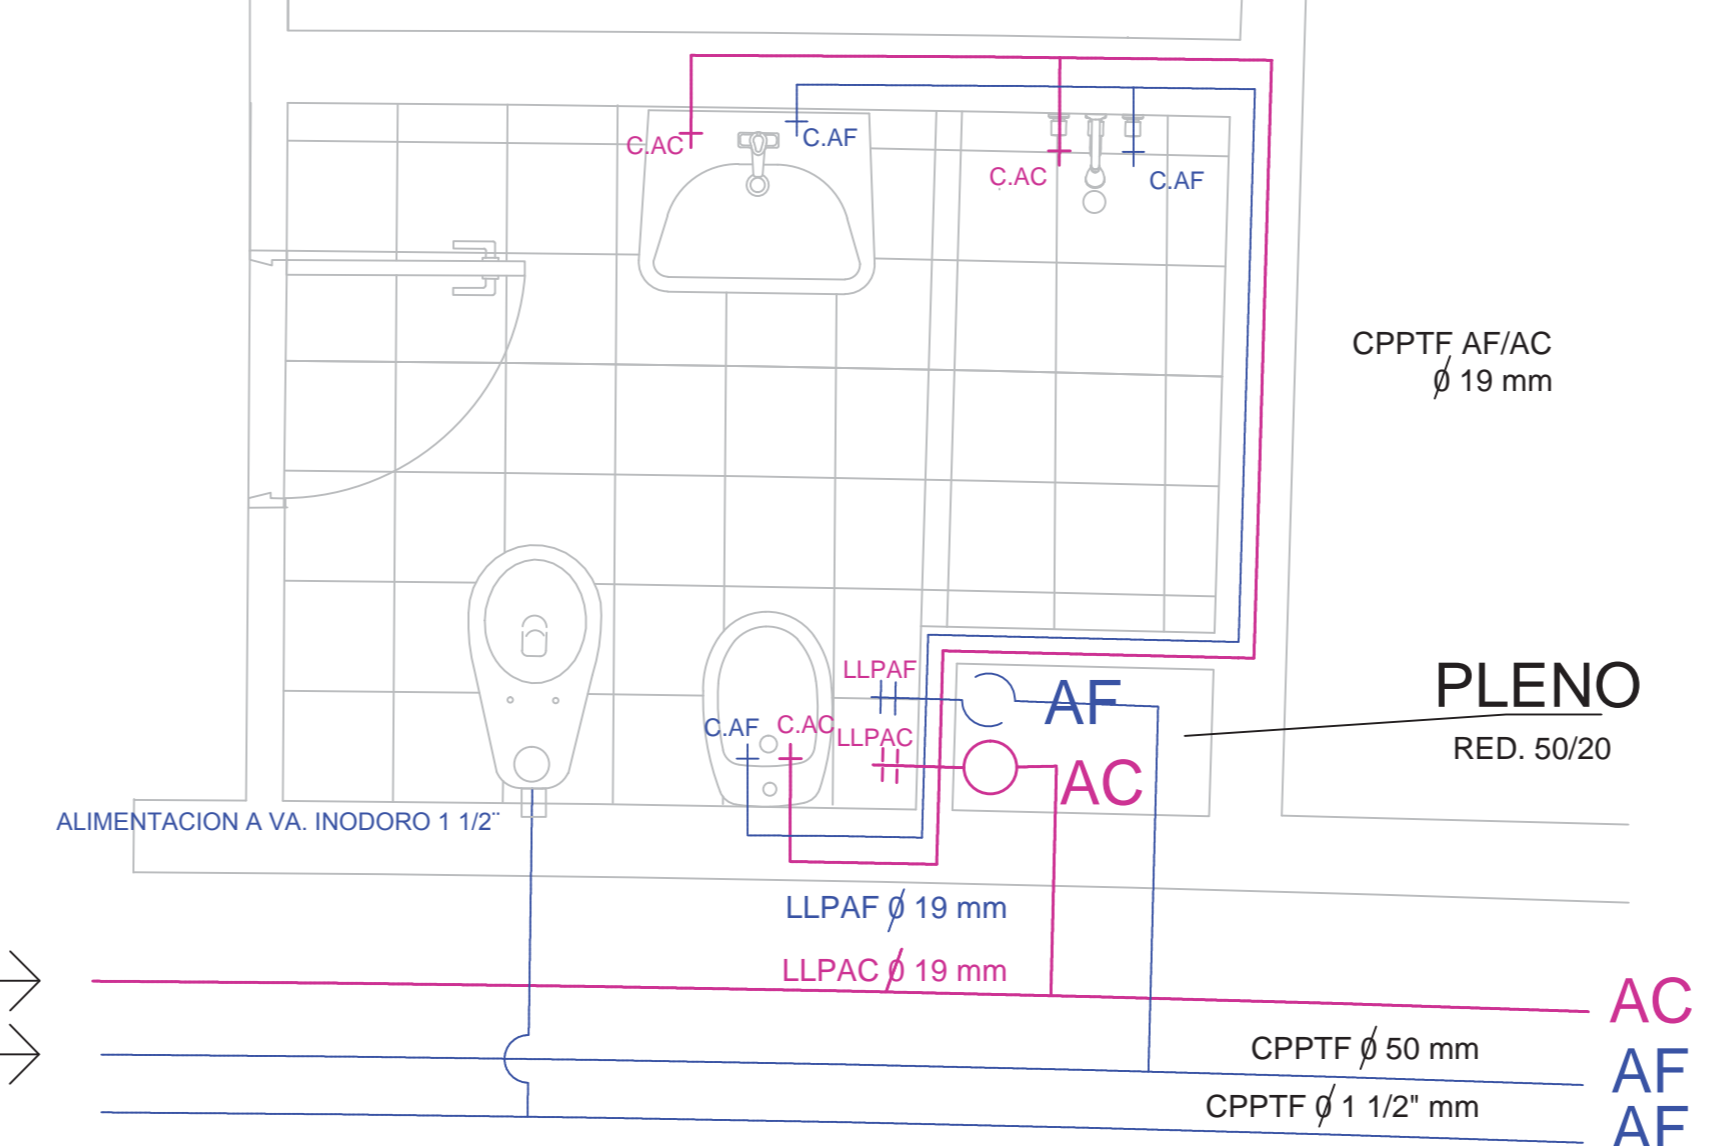 C.AC
C.AF
C.AC
C.AF
CPPTF AF/AC
Ø 19 mm
LLPAF
AF
PLENO
C.AF
C.AC
LLPAC
RED. 50/20
AC
ALIMENTACION A VA. INODORO 1 1/2¨
LLPAF Ø 19 mm
LLPAC Ø 19 mm
AC
CPPTF Ø 50 mm
AF
CPPTF Ø 1 1/2" mm
AF